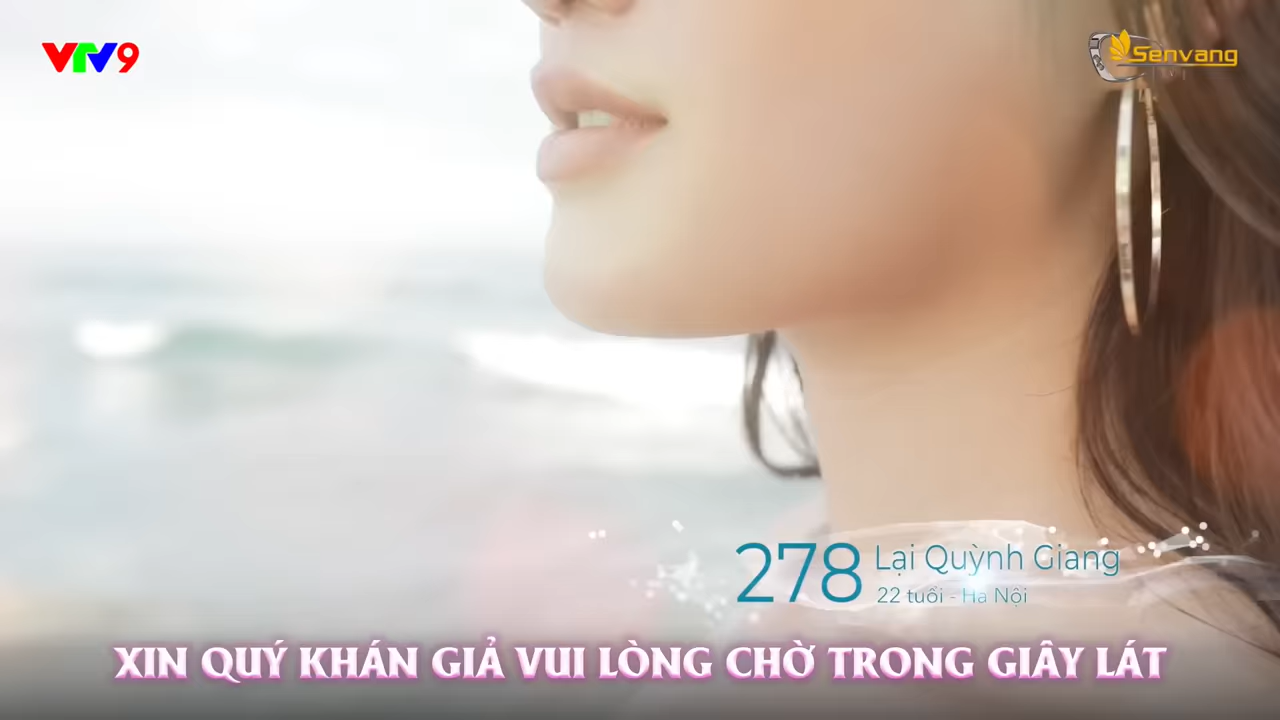 VTV9
Senvang
278
Lại Quỳnh Giang
22 tuổi - Hà Nội
XIN QUÝ KHÁN GIẢ VUI LÒNG CHỜ TRONG GIÂY LÁT